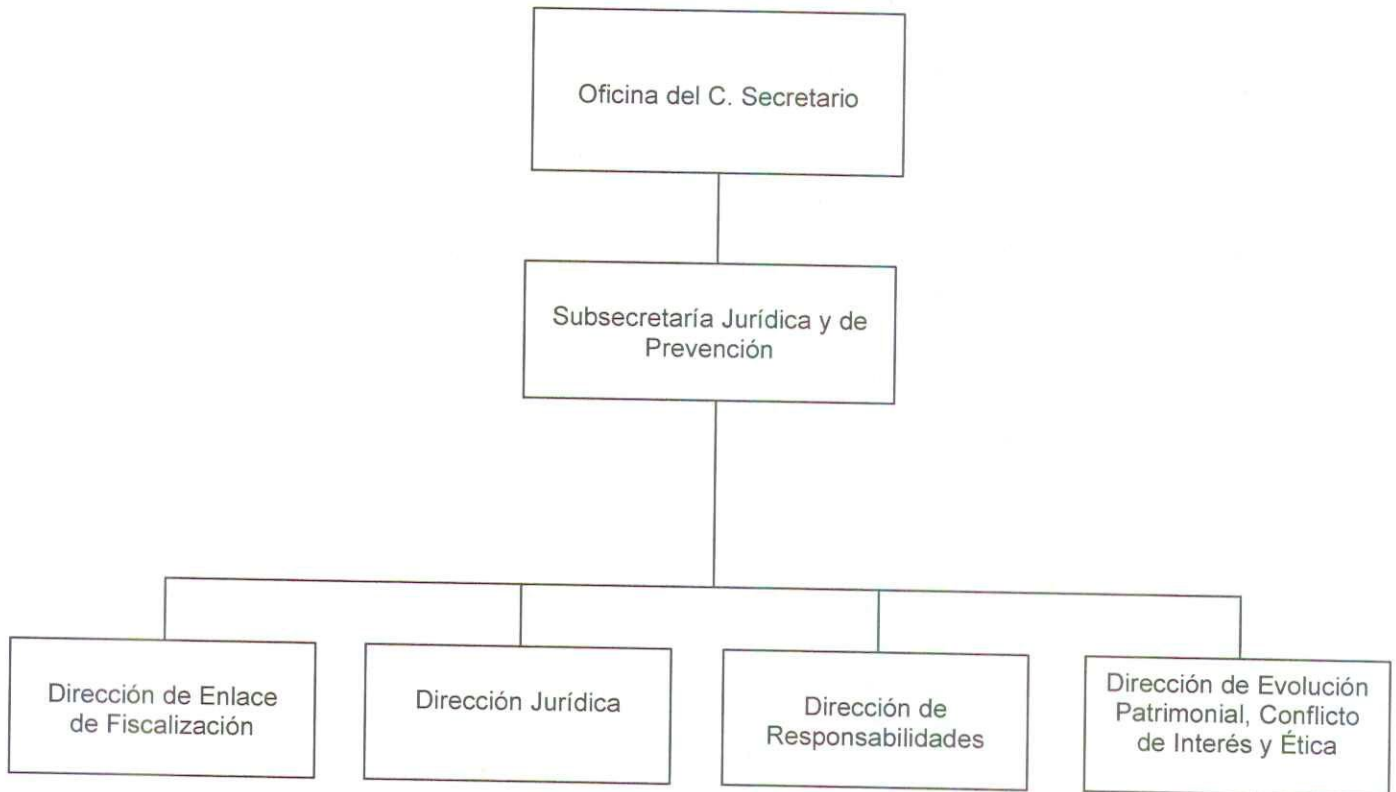 Oficina del C. Secretario
Subsecretaría Jurídica y de
Prevención
Dirección de Enlace
de Fiscalización
Dirección Jurídica
Dirección de
Responsabilidades
Dirección de Evolución
Patrimonial, Conflicto
de Interés y Ética